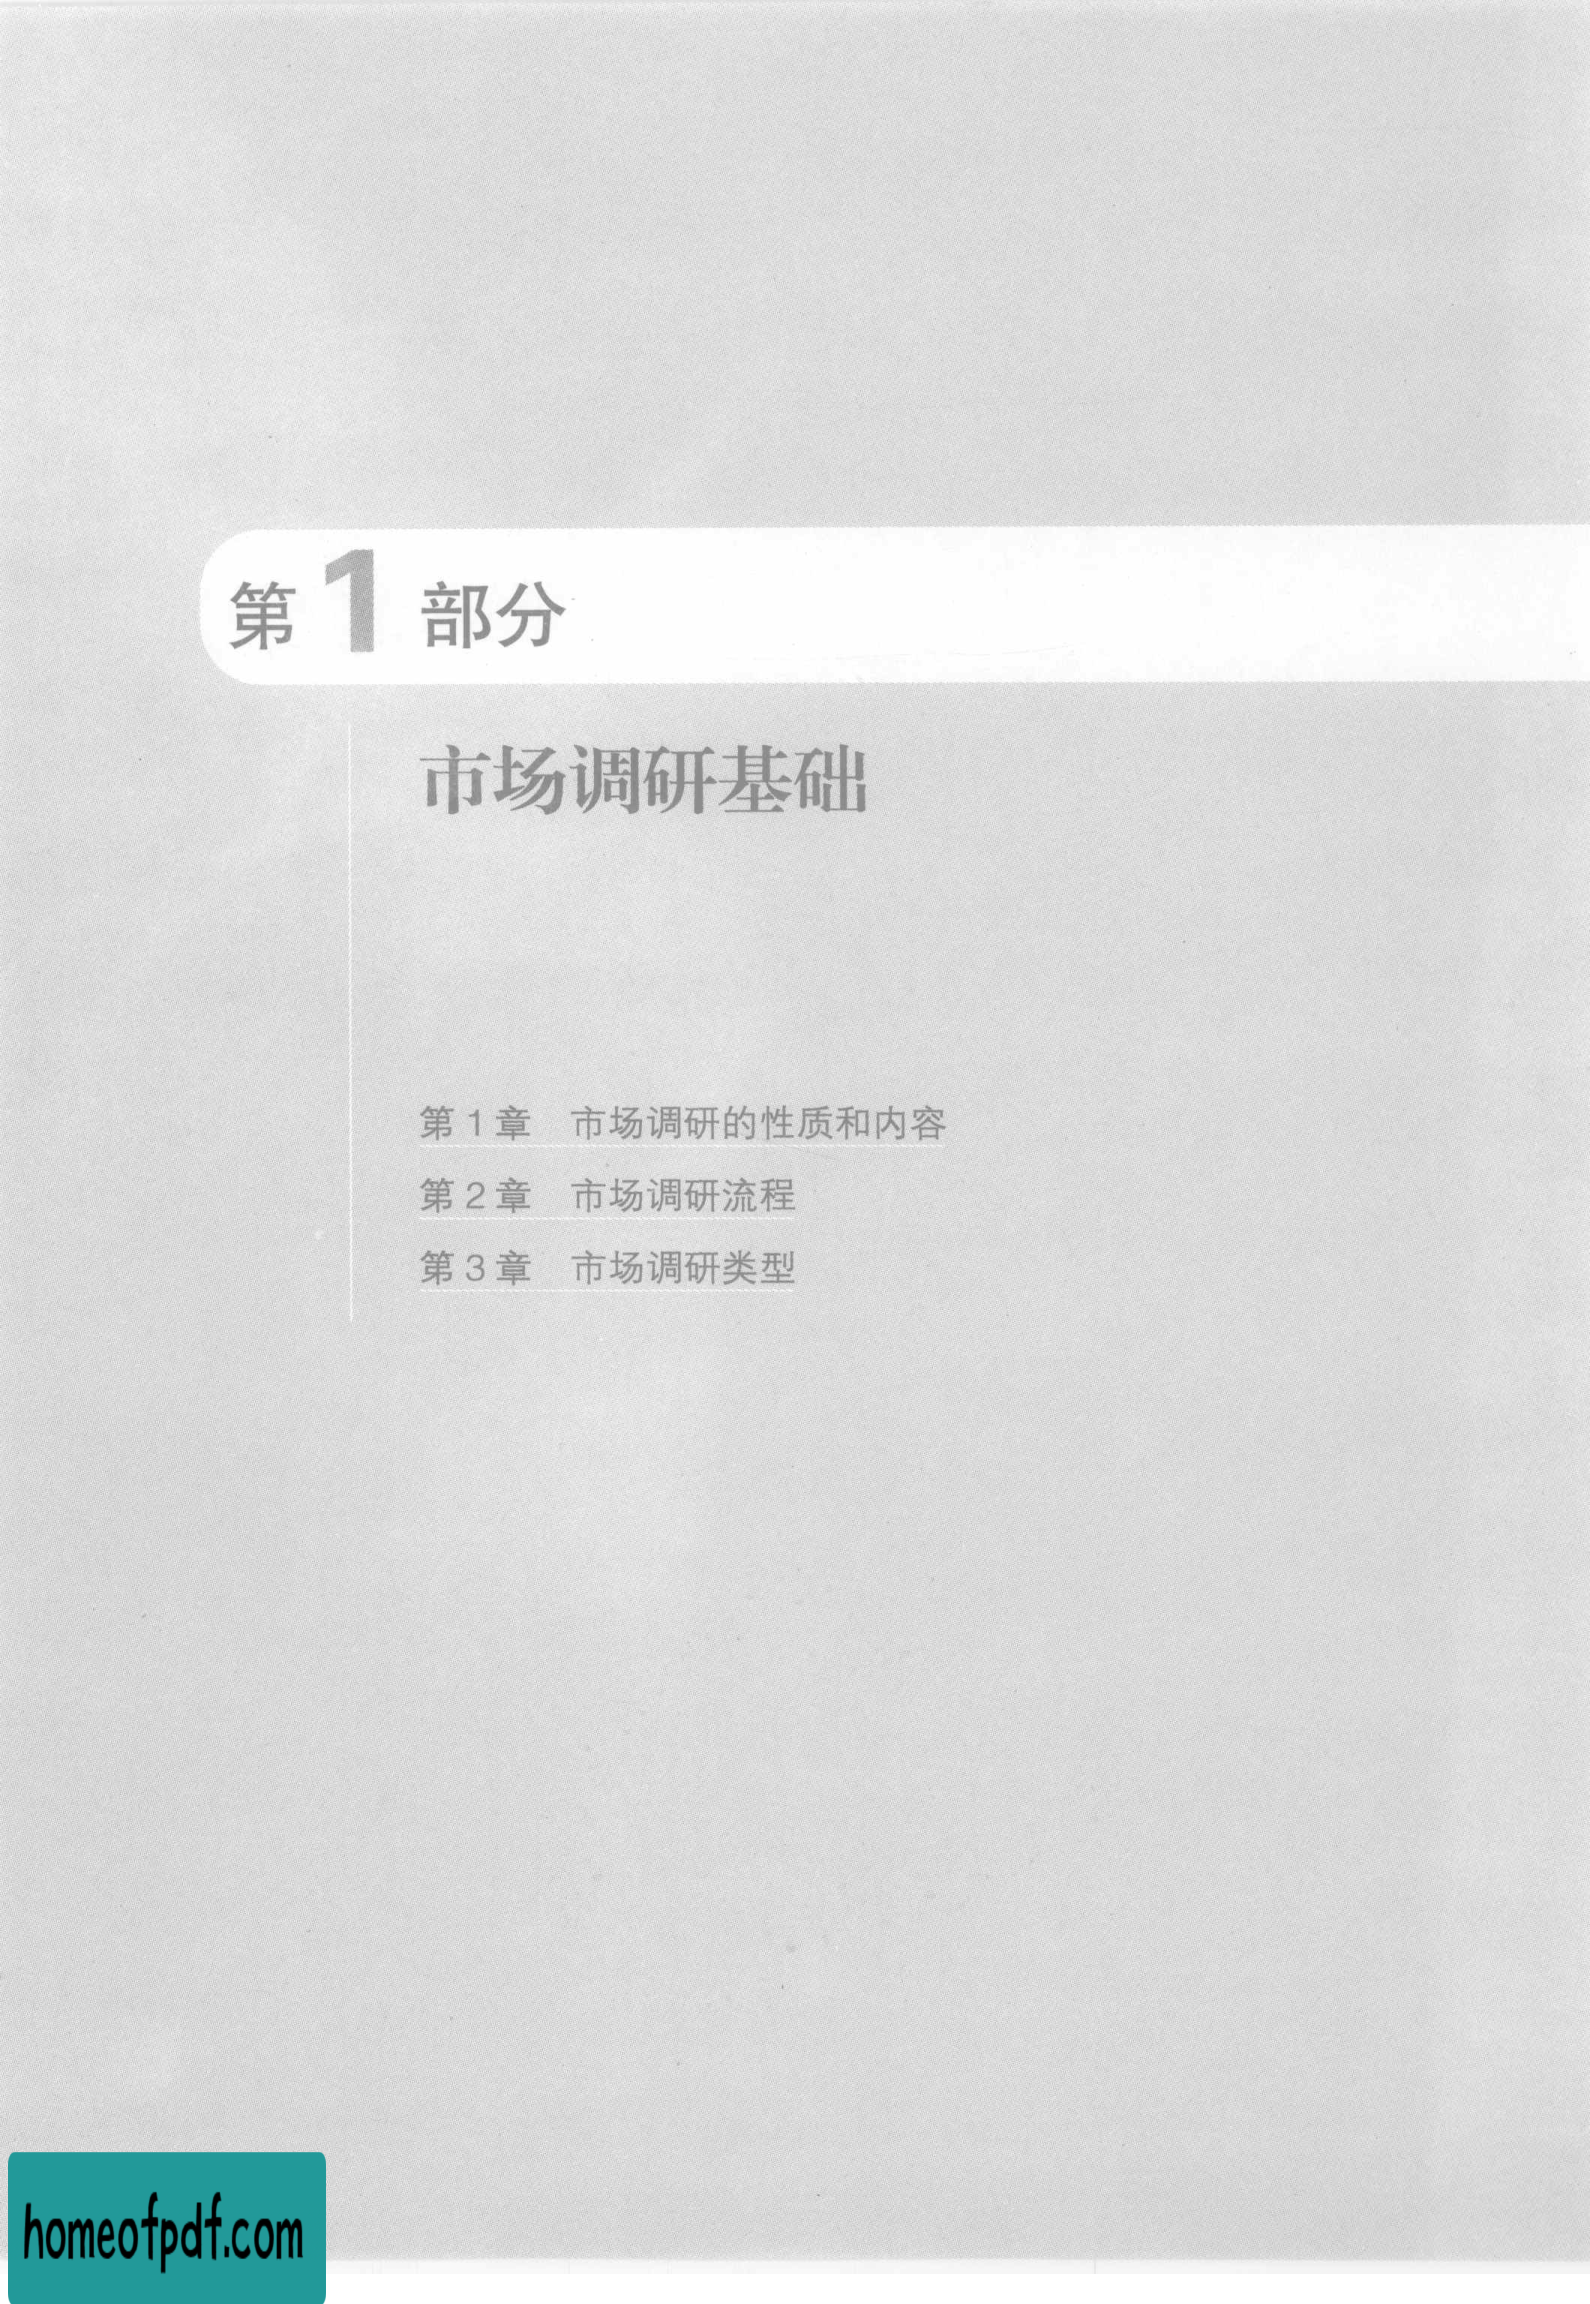 第1部分
市场调研基础
第1章 市场调研的性质和内容
第2章 市场调研流程
第3章 市场调研类型
homeofpdf.com